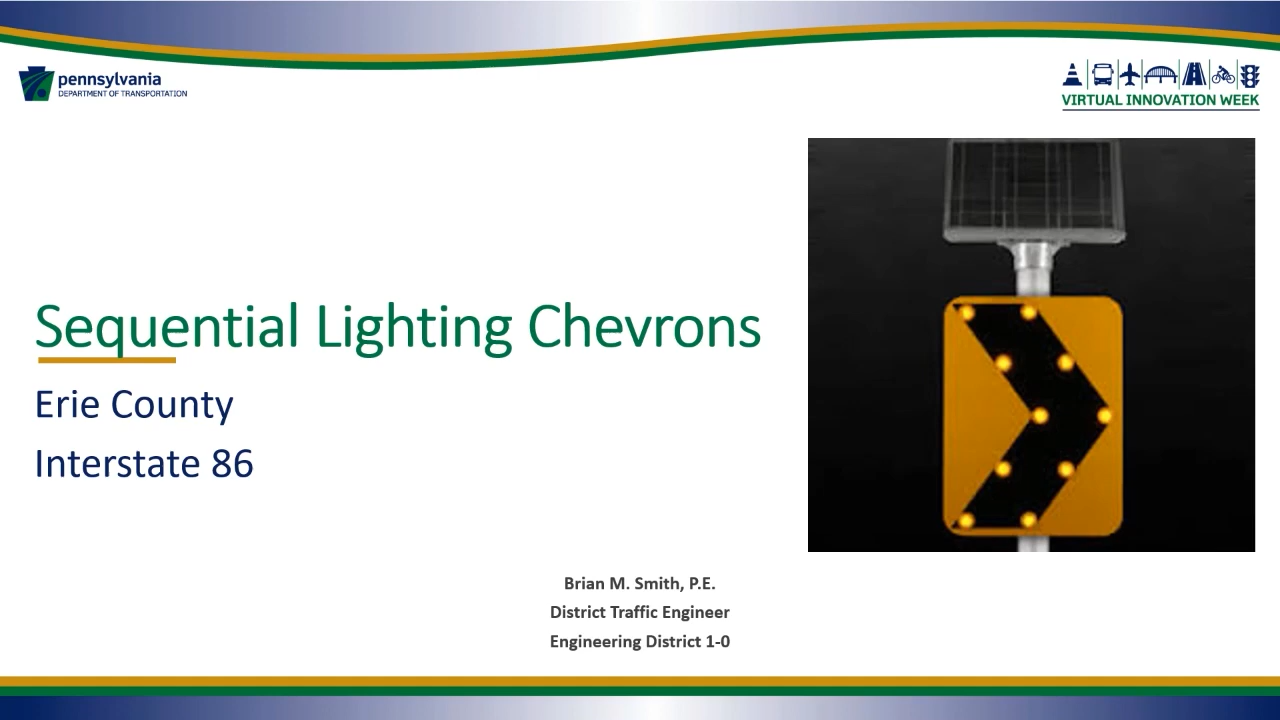 pennsylvania
DEPARTMENT OF TRANSPORTATION
VIRTUAL INNOVATION WEEK
Sequential Lighting Chevrons
Erie County
Interstate 86
Brian M. Smith, P.E.
District Traffic Engineer
Engineering District 1-0